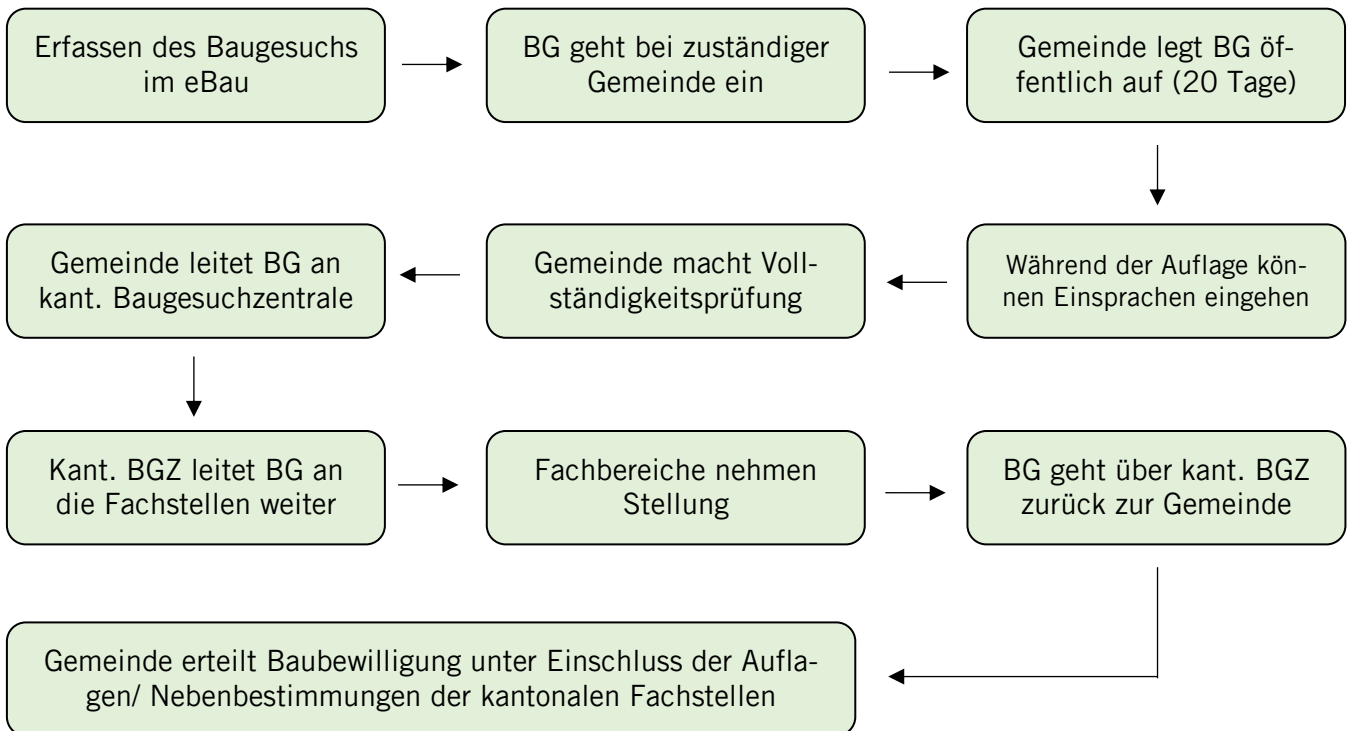 Erfassen des Baugesuchs
im eBau
BG geht bei zuständiger
Gemeinde ein
Gemeinde legt BG öf-
fentlich auf (20 Tage)
Während der Auflage kön-
nen Einsprachen eingehen
Gemeinde macht Voll-
ständigkeitsprüfung
Gemeinde leitet BG an
kant. Baugesuchzentrale
Kant. BGZ leitet BG an
die Fachstellen weiter
Fachbereiche nehmen
Stellung
BG geht über kant. BGZ
zurück zur Gemeinde
Gemeinde erteilt Baubewilligung unter Einschluss der Aufla-
gen/ Nebenbestimmungen der kantonalen Fachstellen